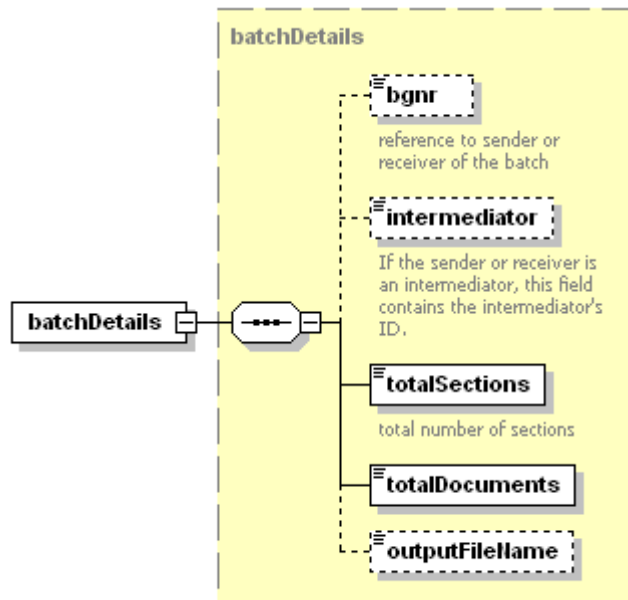 batchDetails
bgnr
reference to sender or
receiver of the batch
intermediator
If the sender or receiver is
an intermediator, this field
contains the intermediator's
ID.
batchDetails
totalSections
total number of sections
totalDocuments
outputFileName